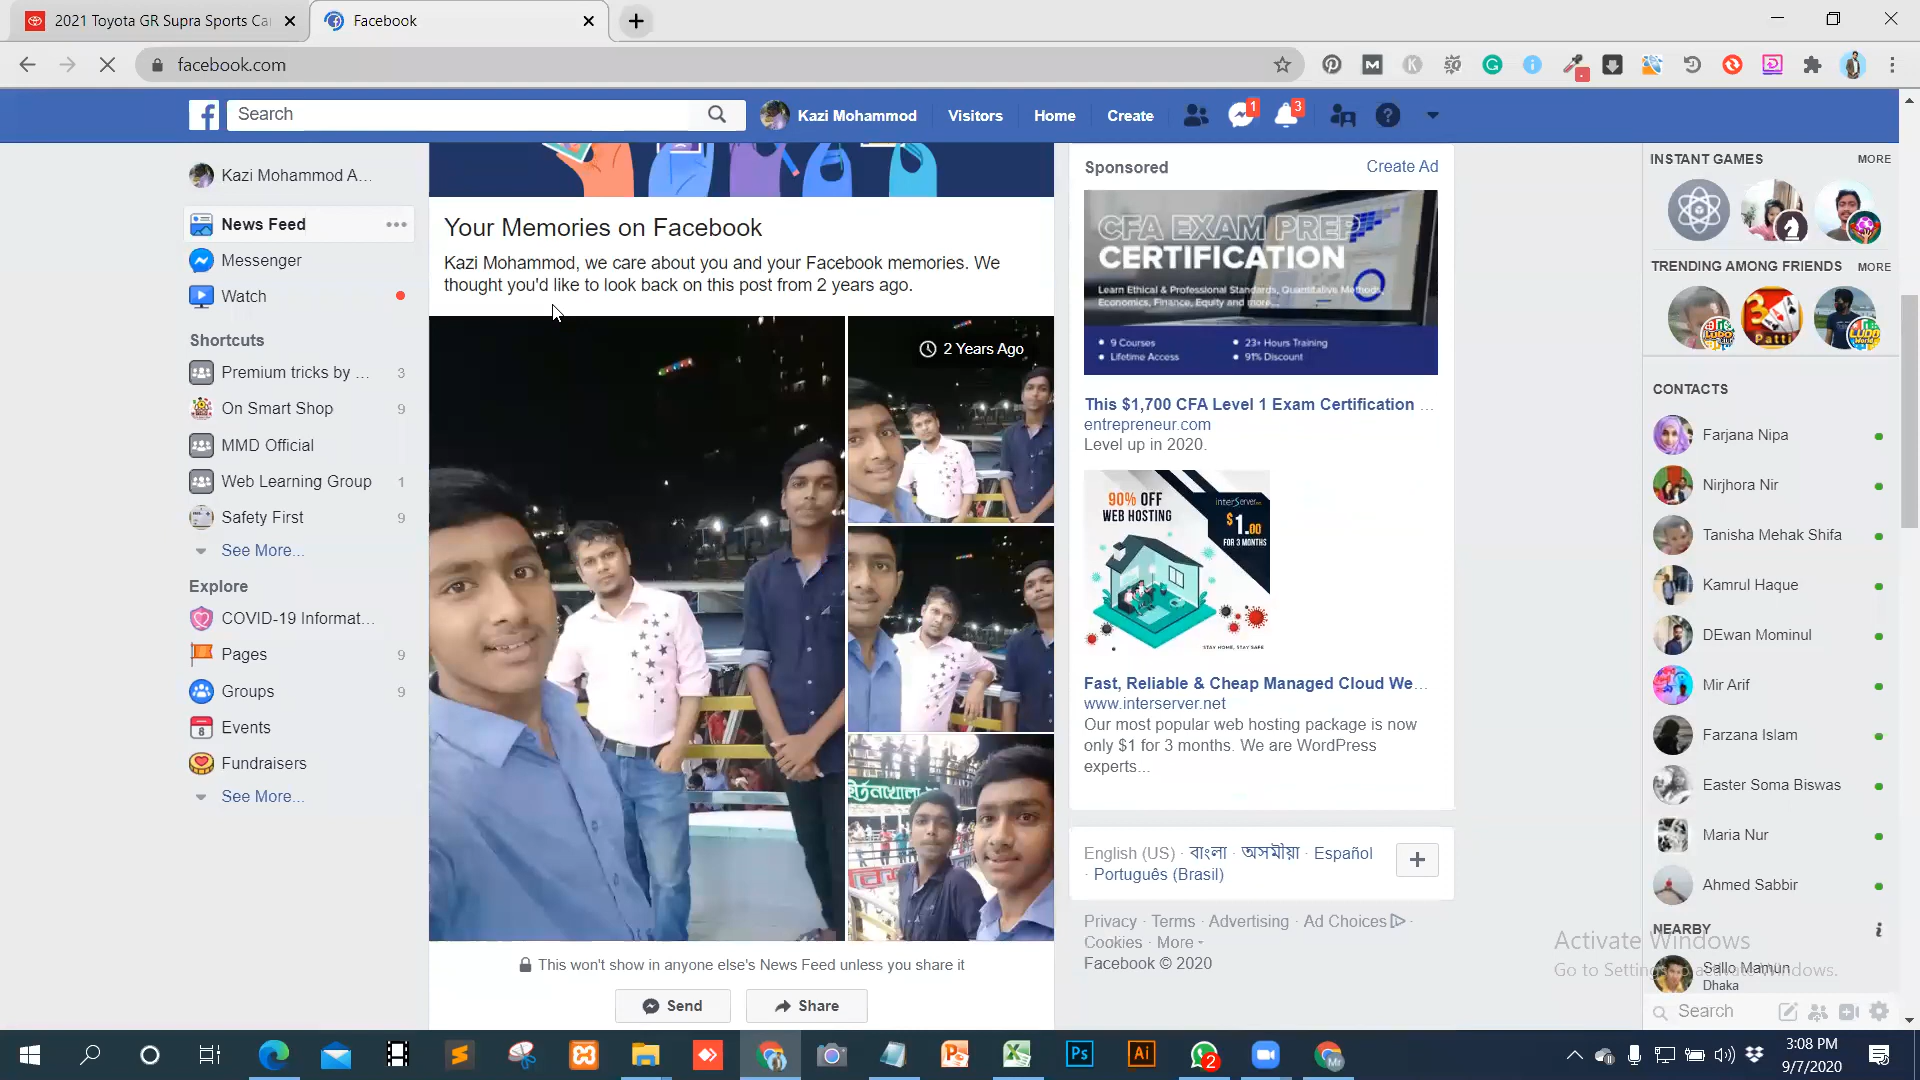 2021 Toyota GR Supra Sports Ca
Facebook
facebook.com
Search
Kazi Mohammod
Visitors
Home
Create
1
3
Kazi Mohammod A...
News Feed
Messenger
Watch
Shortcuts
Premium tricks by ... 3
On Smart Shop 9
MMD Official
Web Learning Group 1
Safety First 9
See More...
Explore
COVID-19 Informat...
Pages 9
Groups 9
Events
Fundraisers
See More...
Your Memories on Facebook
Kazi Mohammod, we care about you and your Facebook memories. We
thought you'd like to look back on this post from 2 years ago.
2 Years Ago
This won't show in anyone else's News Feed unless you share it
Send
Share
Sponsored
Create Ad
CFA EXAM PREP
CERTIFICATION
Learn Ethical & Professional Standards, Quantitative Methods,
Economics, Finance, Equity and more...
• 9 Courses
• 23+ Hours Training
• Lifetime Access
• 91% Discount
This $1,700 CFA Level 1 Exam Certification ...
entrepreneur.com
Level up in 2020.
90% OFF
WEB HOSTING
interServer
$1.00
FOR 3 MONTHS
STAY HOME, STAY SAFE
Fast, Reliable & Cheap Managed Cloud We...
www.interserver.net
Our most popular web hosting package is now
only $1 for 3 months. We are WordPress
experts...
English (US) · বাংলা · অসমীয়া · Español
· Português (Brasil)
Privacy · Terms · Advertising · Ad Choices ·
Cookies · More
Facebook © 2020
INSTANT GAMES
MORE
TRENDING AMONG FRIENDS
MORE
3
Patti
CONTACTS
Farjana Nipa
Nirjhora Nir
Tanisha Mehak Shifa
Kamrul Haque
DEwan Mominul
Mir Arif
Farzana Islam
Easter Soma Biswas
Maria Nur
Ahmed Sabbir
NEARBY
Sallo Mamun
Dhaka
Search
Activate Windows
Go to Settings to activate Windows.
2
3:08 PM
9/7/2020